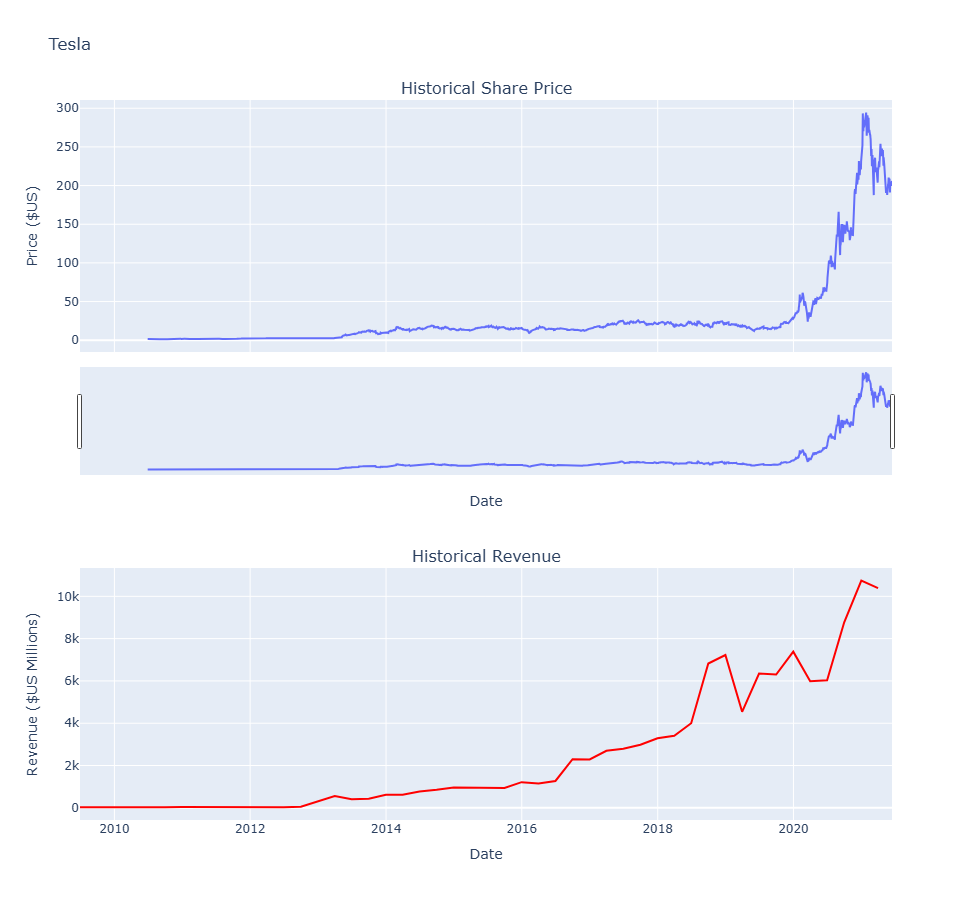 Tesla
Historical Share Price
300
250
200
150
100
50
0
Price ($US)
Date
Historical Revenue
10k
8k
6k
4k
2k
0
Revenue ($US Millions)
2010 2012 2014 2016 2018 2020
Date